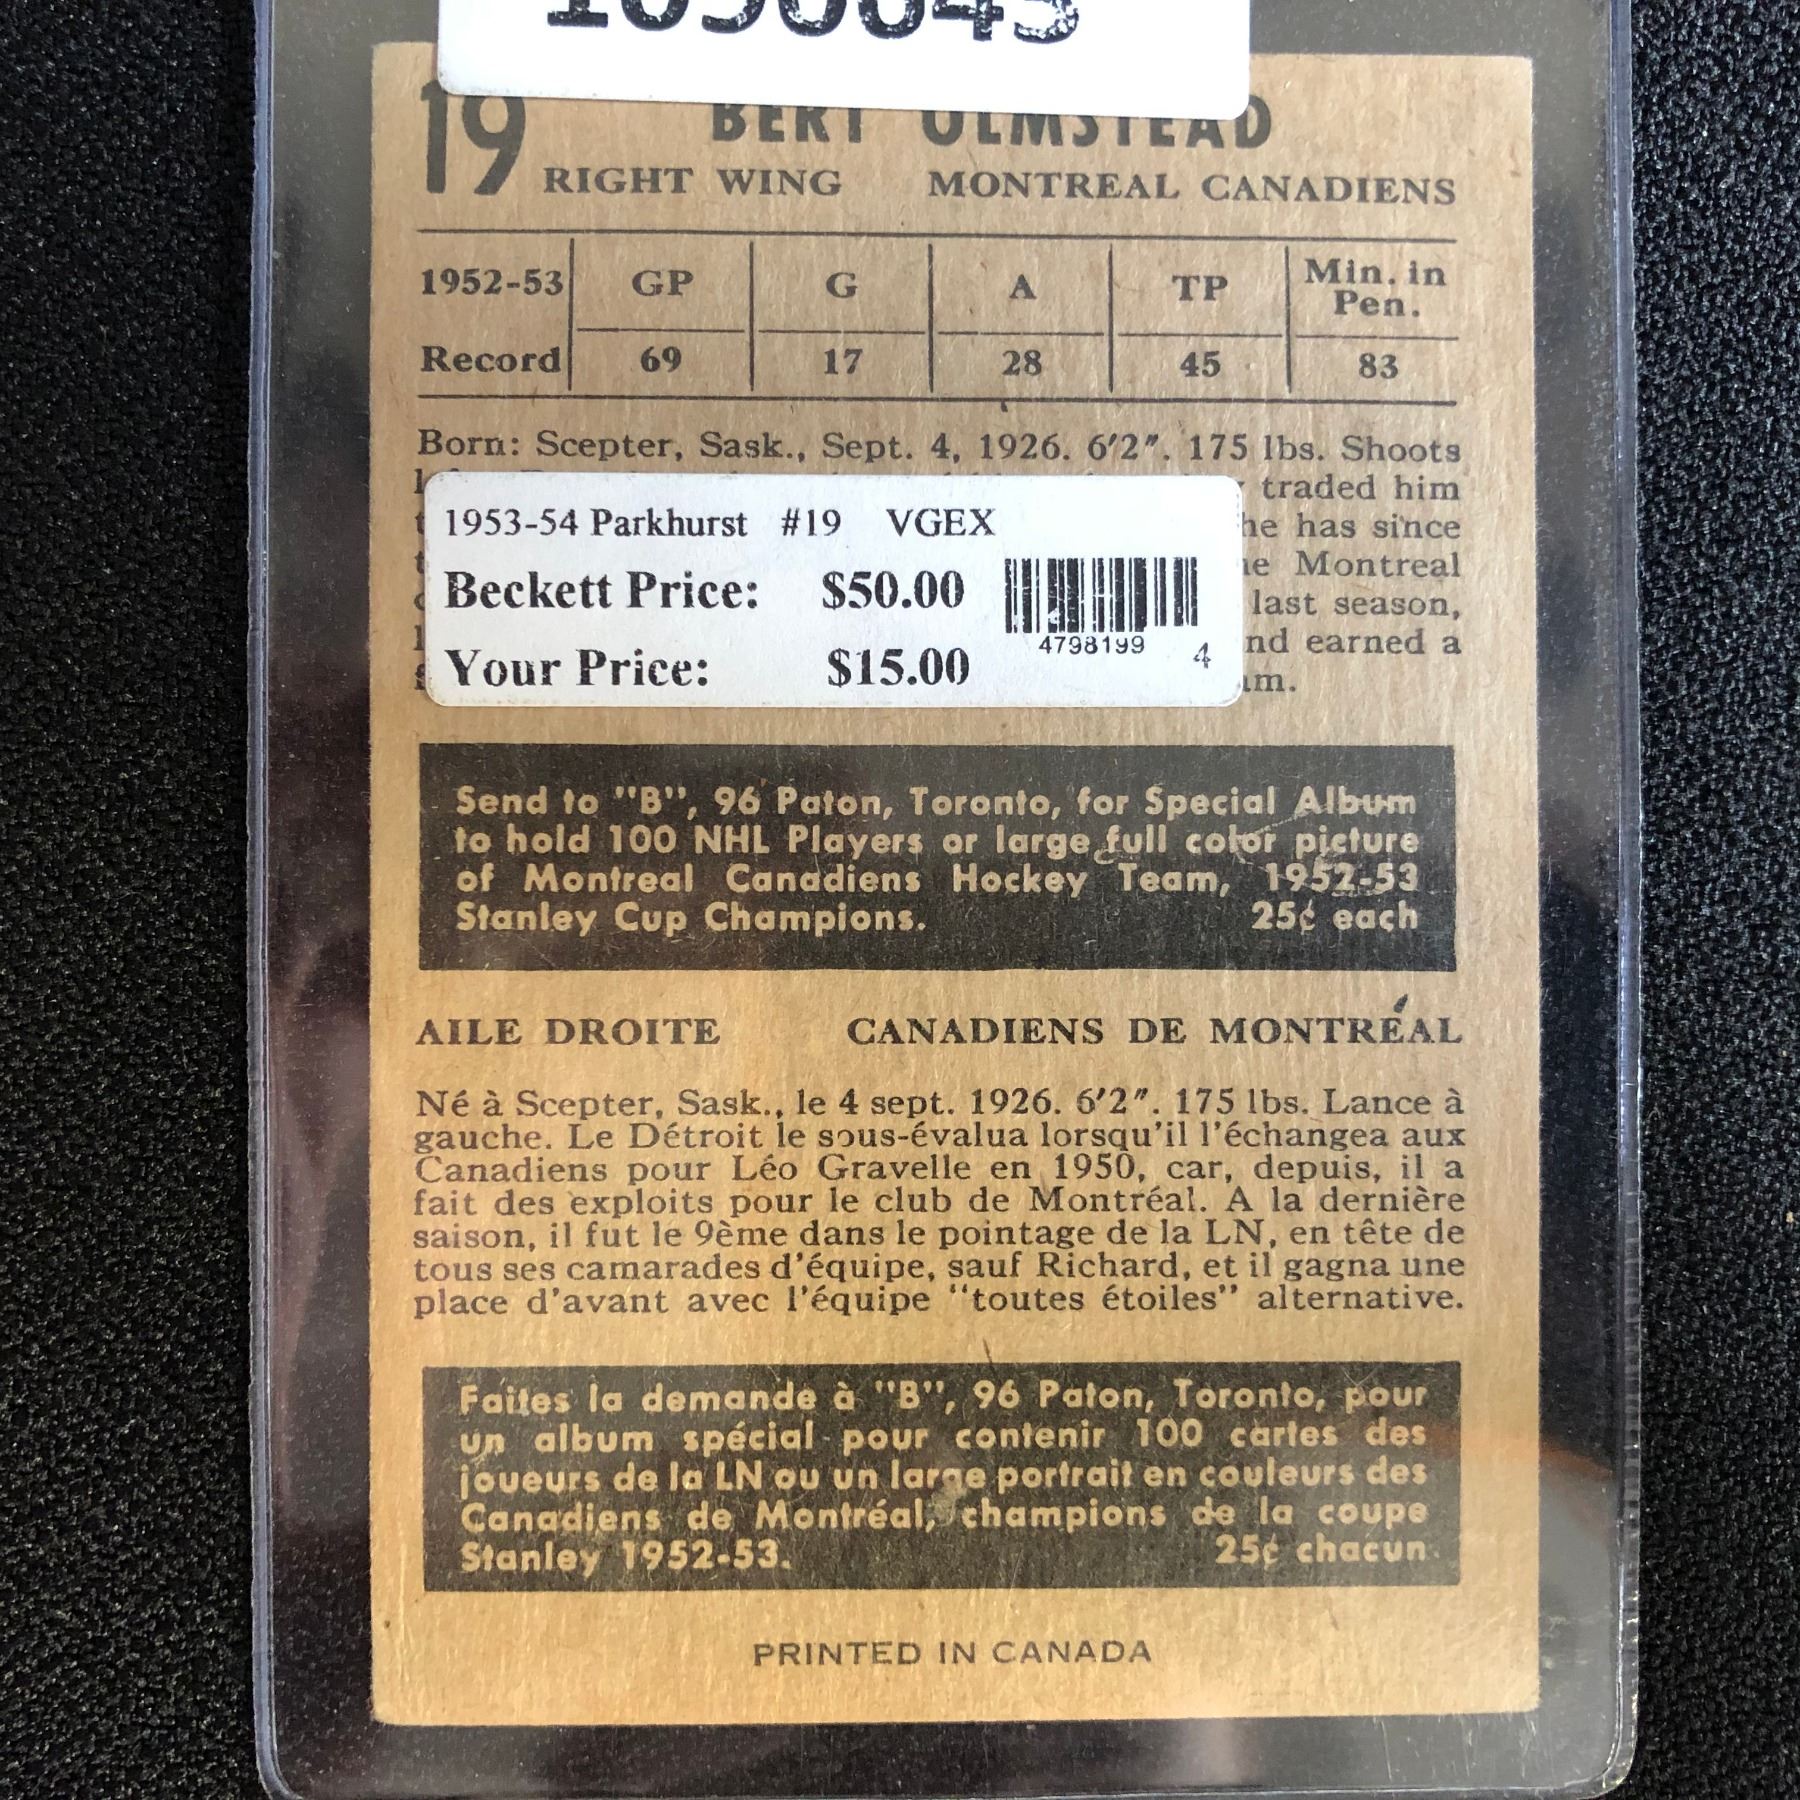 19 BERT OLMSTEAD
RIGHT WING MONTREAL CANADIENS
1952-53 GP G A TP Min. in Pen.
Record 69 17 28 45 83
Born: Scepter, Sask., Sept. 4, 1926. 6'2". 175 lbs. Shoots
traded him
he has since
Montreal
last season,
earned a
1953-54 Parkhurst #19 VGEX
Beckett Price: $50.00
Your Price: $15.00
4798199 4
Send to "B", 96 Paton, Toronto, for Special Album
to hold 100 NHL Players or large full color picture
of Montreal Canadiens Hockey Team, 1952-53
Stanley Cup Champions. 25¢ each
AILE DROITE CANADIENS DE MONTRÉAL
Né à Scepter, Sask., le 4 sept. 1926. 6'2". 175 lbs. Lance à
gauche. Le Détroit le sous-évalua lorsqu'il l'échangea aux
Canadiens pour Léo Gravelle en 1950, car, depuis, il a
fait des exploits pour le club de Montréal. A la dernière
saison, il fut le 9ème dans le pointage de la LN, en tête de
tous ses camarades d'équipe, sauf Richard, et il gagna une
place d'avant avec l'équipe "toutes étoiles" alternative.
Faites la demande à "B", 96 Paton, Toronto, pour
un album spécial pour contenir 100 cartes des
joueurs de la LN ou un large portrait en couleurs des
Canadiens de Montréal, champions de la coupe
Stanley 1952-53. 25¢ chacun
PRINTED IN CANADA